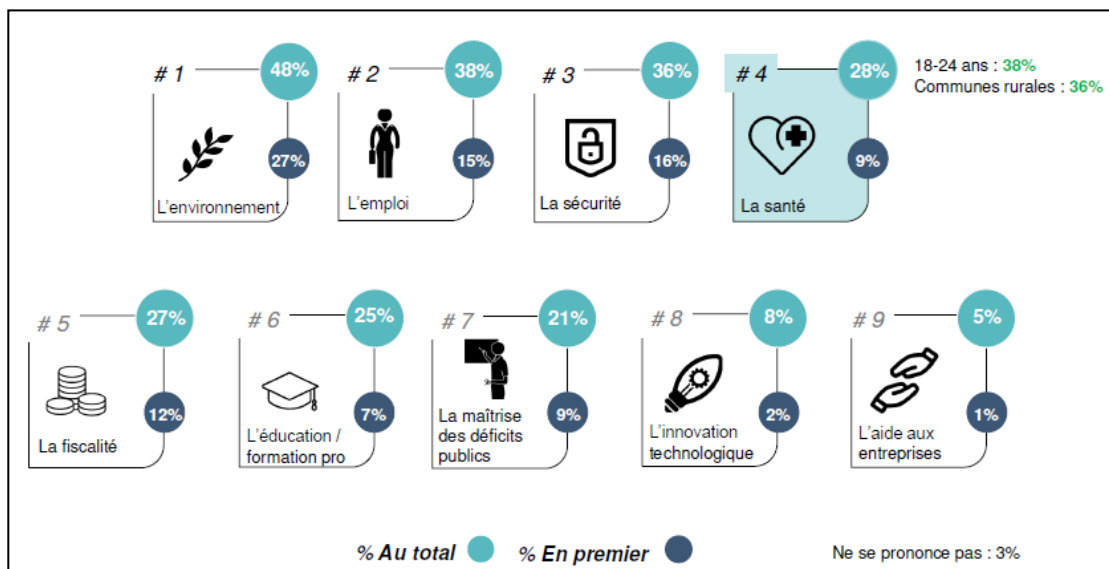 # 1
48%
27%
L'environnement
# 2
38%
15%
L'emploi
# 3
36%
16%
La sécurité
# 4
28%
9%
La santé
18-24 ans : 38%
Communes rurales : 36%
# 5
27%
12%
La fiscalité
# 6
25%
7%
L'éducation /
formation pro
# 7
21%
9%
La maîtrise
des déficits
publics
# 8
8%
2%
L'innovation
technologique
# 9
5%
1%
L'aide aux
entreprises
% Au total
% En premier
Ne se prononce pas : 3%